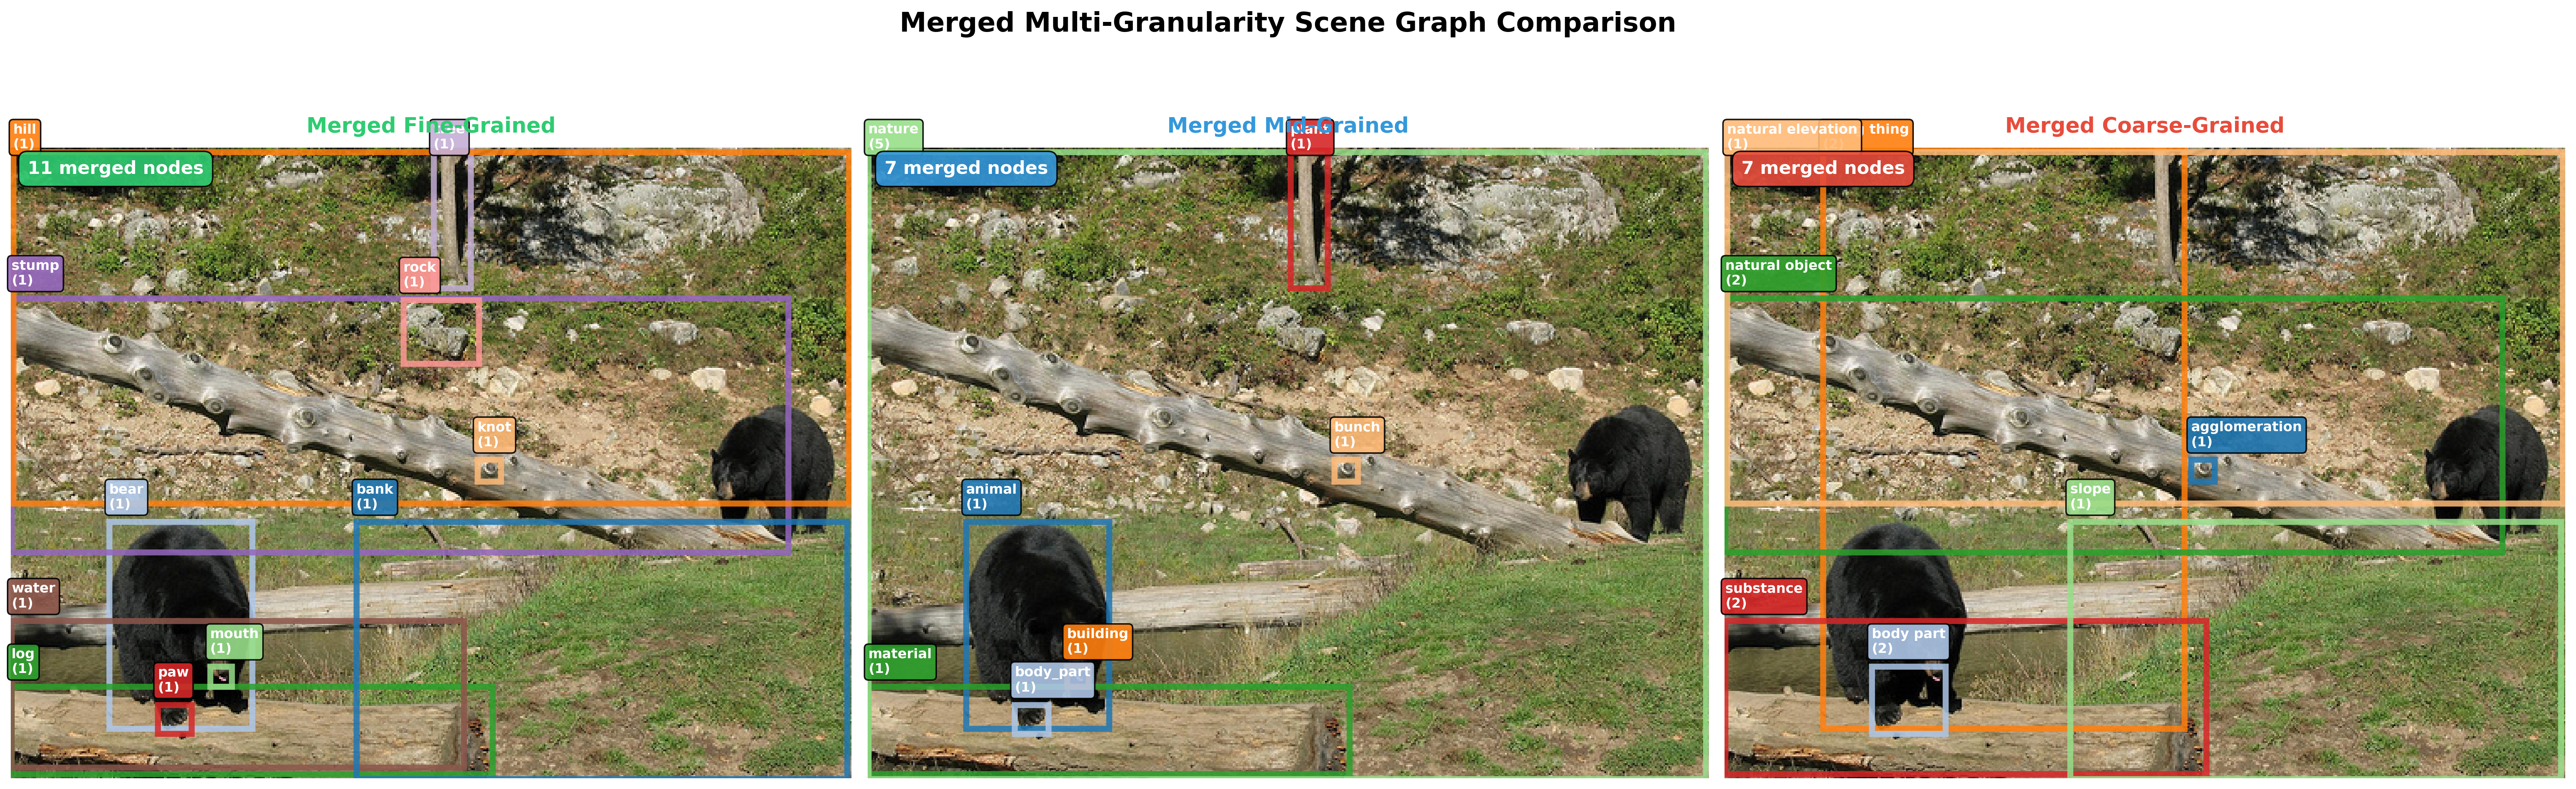 Merged Multi-Granularity Scene Graph Comparison
Merged Fine-Grained
hill
(1)
(1)
11 merged nodes
stump
(1)
rock
(1)
knot
(1)
bear
(1)
bank
(1)
water
(1)
mouth
(1)
log
(1)
paw
(1)
Merged Mid-Grained
nature
(5)
plant
(1)
7 merged nodes
bunch
(1)
animal
(1)
building
(1)
material
(1)
body_part
(1)
Merged Coarse-Grained
natural elevation
(1)
thing
7 merged nodes
natural object
(2)
agglomeration
(1)
slope
(1)
substance
(2)
body part
(2)